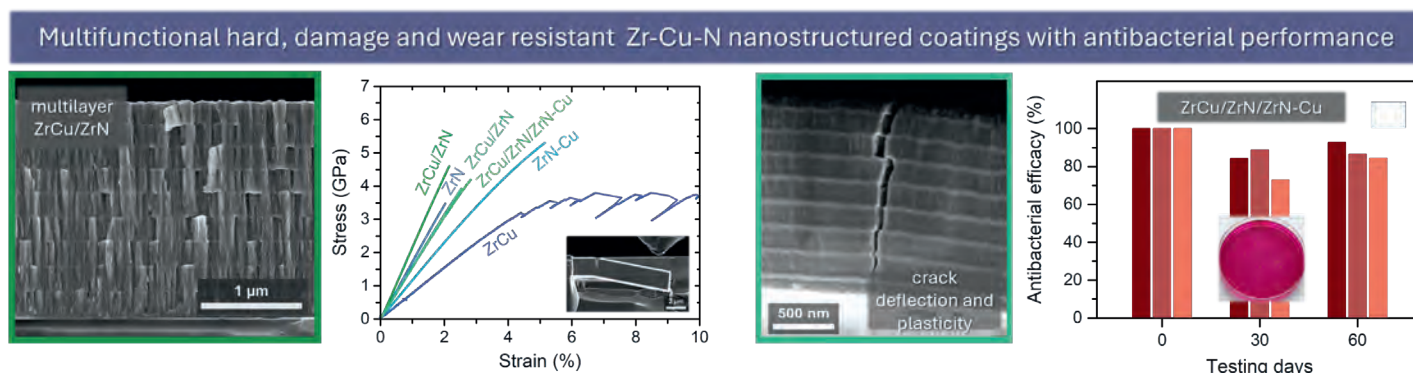 Multifunctional hard, damage and wear resistant Zr-Cu-N nanostructured coatings with antibacterial performance
multilayer
ZrCu/ZrN
1 µm
Stress (GPa)
7
6
5
4
3
2
1
0
ZrCu/ZrN
ZrN
ZrCu/ZrN
ZrCu/ZrN/ZrN-Cu
ZrN-Cu
ZrCu
0
2
4
6
8
10
Strain (%)
crack
deflection and
plasticity
500 nm
Antibacterial efficacy (%)
ZrCu/ZrN/ZrN-Cu
100
80
60
40
20
0
0
30
60
Testing days